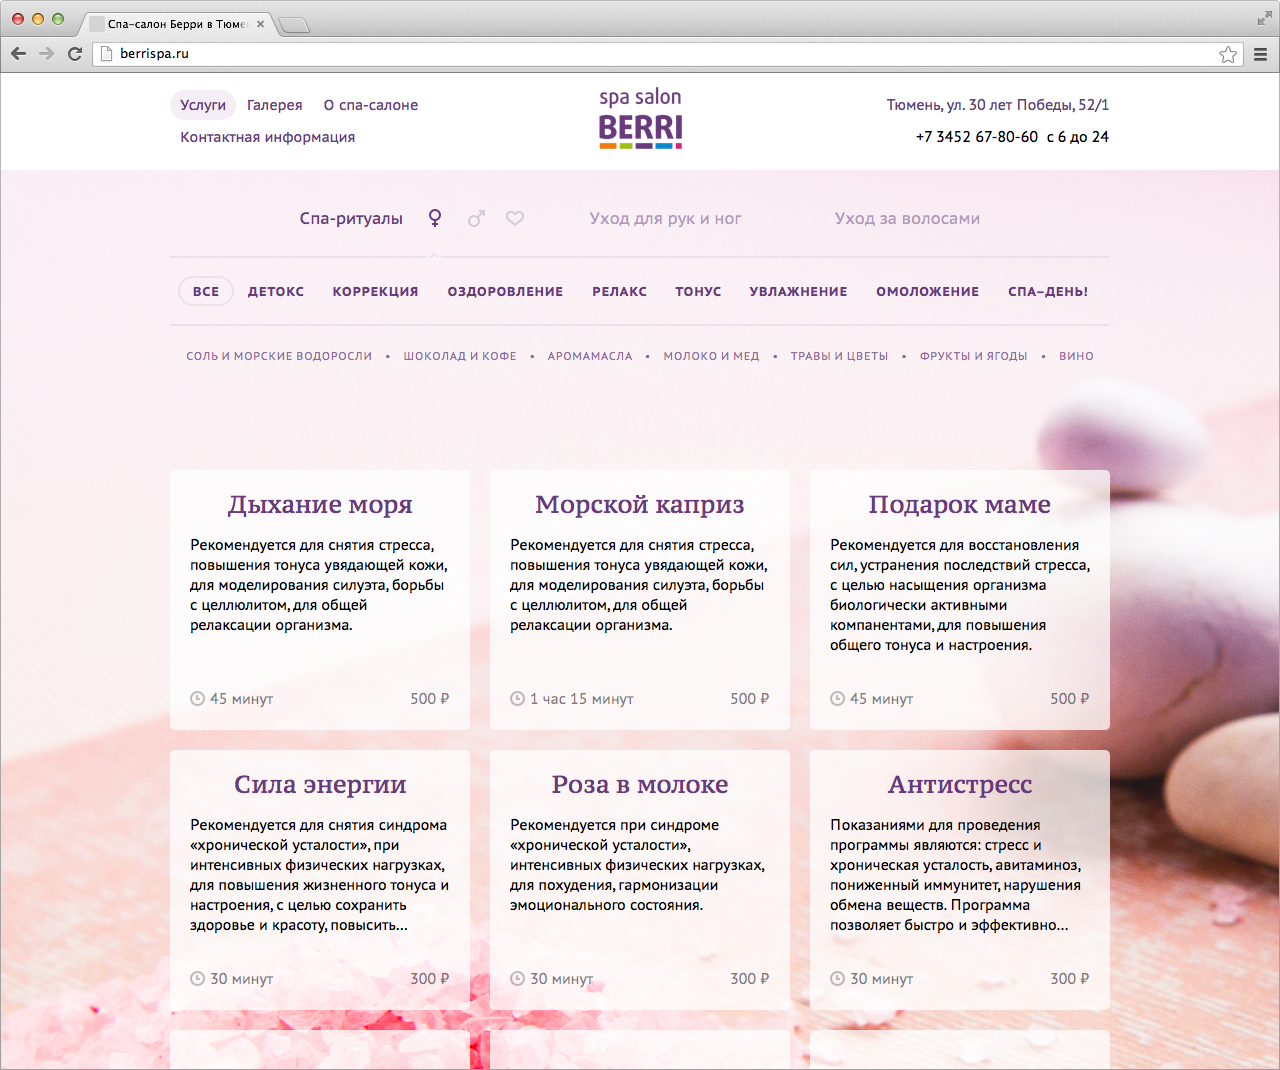 Спа-салон Берри в Тюме
berrispa.ru
Услуги Галерея О спа-салоне
Контактная информация
spa salon
BERRI
Тюмень, ул. 30 лет Победы, 52/1
+7 3452 67-80-60 с 6 до 24
Спа-ритуалы Уход для рук и ног Уход за волосами
ВСЕ ДЕТОКС КОРРЕКЦИЯ ОЗДОРОВЛЕНИЕ РЕЛАКС ТОНУС УВЛАЖНЕНИЕ ОМОЛОЖЕНИЕ СПА-ДЕНЬ!
СОЛЬ И МОРСКИЕ ВОДОРОСЛИ • ШОКОЛАД И КОФЕ • АРОМАМАСЛА • МОЛОКО И МЕД • ТРАВЫ И ЦВЕТЫ • ФРУКТЫ И ЯГОДЫ • ВИНО
Дыхание моря
Рекомендуется для снятия стресса,
повышения тонуса увядающей кожи,
для моделирования силуэта, борьбы
с целлюлитом, для общей
релаксации организма.
45 минут 500 ₽
Морской каприз
Рекомендуется для снятия стресса,
повышения тонуса увядающей кожи,
для моделирования силуэта, борьбы
с целлюлитом, для общей
релаксации организма.
1 час 15 минут 500 ₽
Подарок маме
Рекомендуется для восстановления
сил, устранения последствий стресса,
с целью насыщения организма
биологически активными
компанентами, для повышения
общего тонуса и настроения.
45 минут 500 ₽
Сила энергии
Рекомендуется для снятия синдрома
«хронической усталости», при
интенсивных физических нагрузках,
для повышения жизненного тонуса и
настроения, с целью сохранить
здоровье и красоту, повысить...
30 минут 300 ₽
Роза в молоке
Рекомендуется при синдроме
«хронической усталости»,
интенсивных физических нагрузках,
для похудения, гармонизации
эмоционального состояния.
30 минут 300 ₽
Антистресс
Показаниями для проведения
программы являются: стресс и
хроническая усталость, авитаминоз,
пониженный иммунитет, нарушения
обмена веществ. Программа
позволяет быстро и эффективно...
30 минут 300 ₽